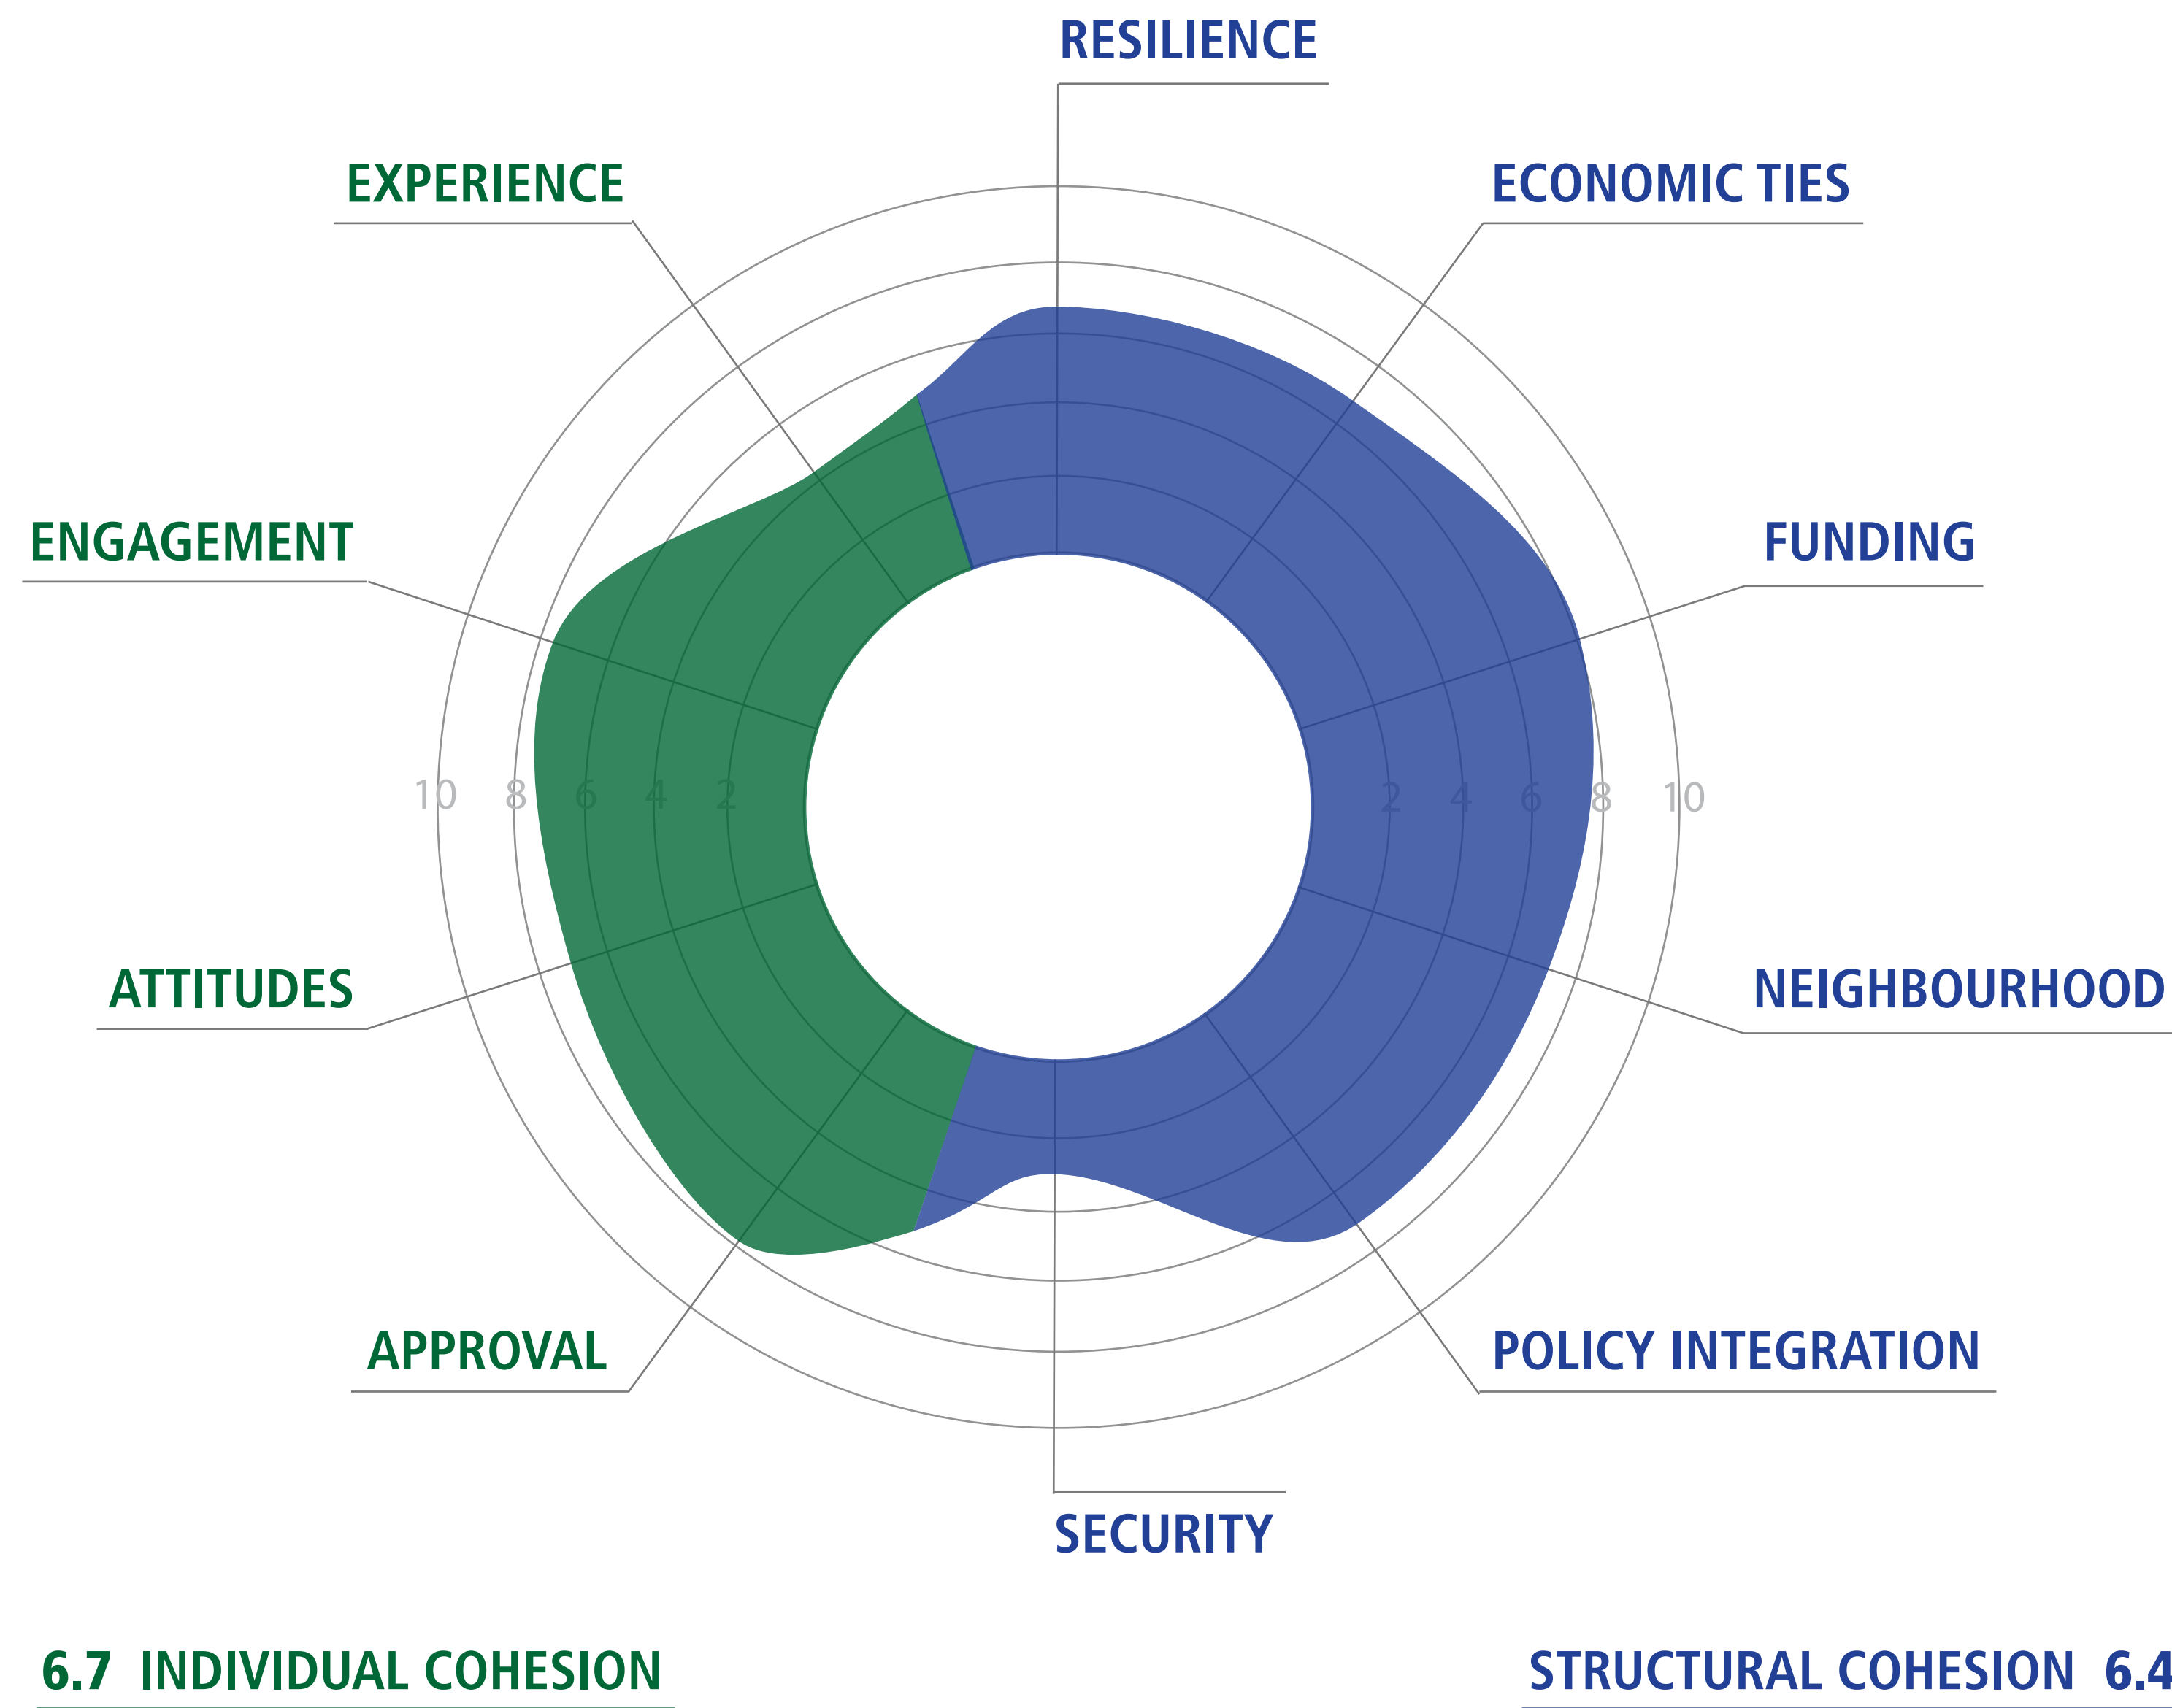 RESILIENCE
EXPERIENCE
ECONOMIC TIES
ENGAGEMENT
FUNDING
10 8 6 4 2 2 4 6 8 10
ATTITUDES
NEIGHBOURHOOD
APPROVAL
POLICY INTEGRATION
SECURITY
6.7 INDIVIDUAL COHESION
STRUCTURAL COHESION 6.4